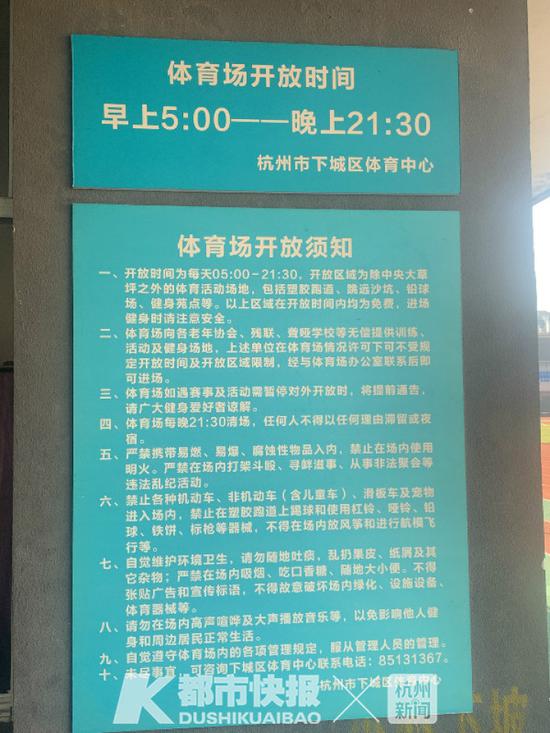 体育场开放时间
早上5:00——晚上21:30
杭州市下城区体育中心
体育场开放须知
一、开放时间为每天05:00-21:30，开放区域为除中央大草
坪之外的体育活动场地，包括塑胶跑道、跳远沙坑、铅球
场、健身苑点等。以上区域在开放时间内均为免费，进场
健身时请注意安全。
二、体育场向各老年协会、残联、聋哑学校等无偿提供训练、
活动及健身场地，上述单位在体育场情况许可下可不受规
定开放时间及开放区域限制，经与体育场办公室联系后即
可进场。
三、体育场如遇赛事及活动需暂停对外开放时，将提前通告，
请广大健身爱好者谅解。
四、体育场每晚21:30清场，任何人不得以任何理由滞留或夜
宿。
五、严禁携带易燃、易爆、腐蚀性物品入内，禁止在场内使用
明火。严禁在场内打架斗殴、寻衅滋事、从事非法聚会等
违法乱纪活动。
六、禁止各种机动车、非机动车（含儿童车）、滑板车及宠物
进入场内，禁止在塑胶跑道上踢球和使用杠铃、哑铃、铅
球、铁饼、标枪等器械，不得在场内放风筝和进行航模飞
行等。
七、自觉维护环境卫生，请勿随地吐痰，乱扔果皮、纸屑及其
它杂物；严禁在场内吸烟、吃口香糖、随地大小便。不得
张贴广告和宣传标语，不得故意破坏场内绿化、设施设备、
体育器械等。
八、请勿在场内高声喧哗及大声播放音乐等，以免影响他人健
身和周边居民正常生活。
九、自觉遵守体育场内的各项管理规定，服从管理人员的管理。
十、未尽事宜，可咨询下城区体育中心联系电话：85131367。
杭州市下城区体育中心
都市快报
DUSHIKUAIBAO
杭州
新闻